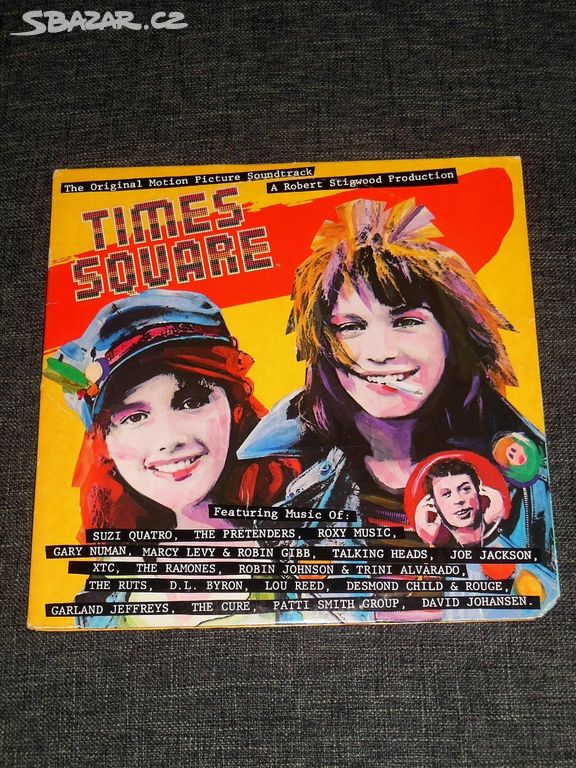 SBAZAR.CZ
The Original Motion Picture Soundtrack
A Robert Stigwood Production
TIMES
SQUARE
Featuring Music Of:
SUZI QUATRO, THE PRETENDERS, ROXY MUSIC,
GARY NUMAN, MARCY LEVY & ROBIN GIBB, TALKING HEADS, JOE JACKSON,
XTC, THE RAMONES, ROBIN JOHNSON & TRINI ALVARADO,
THE RUTS, D.L. BYRON, LOU REED, DESMOND CHILD & ROUGE,
GARLAND JEFFREYS, THE CURE, PATTI SMITH GROUP, DAVID JOHANSEN.